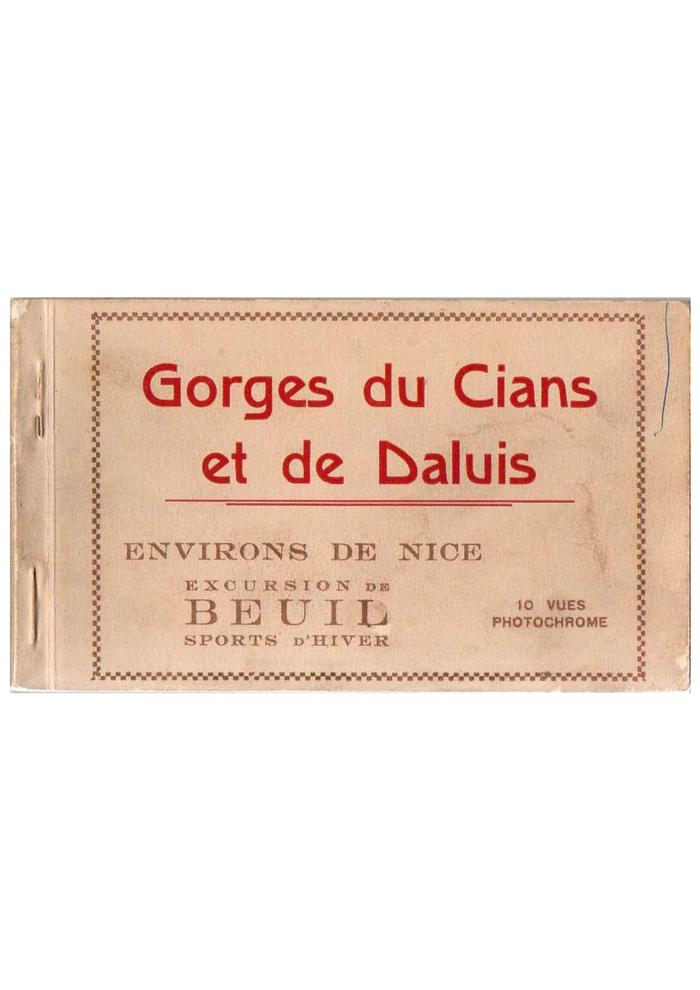 Gorges du Cians
et de Daluis
ENVIRONS DE NICE
EXCURSION DE
BEUIL
SPORTS D'HIVER
10 VUES
PHOTOCHROME